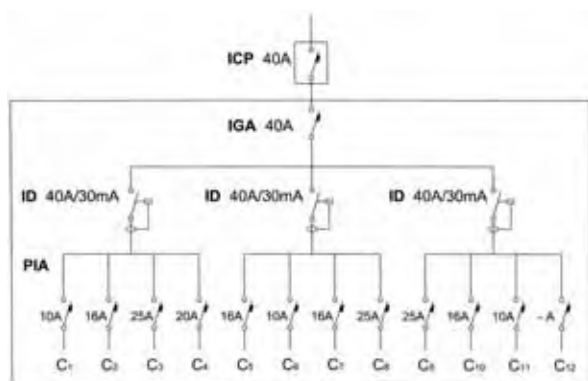 ICP 40A
IGA 40A
ID 40A/30mA ID 40A/30mA ID 40A/30mA
PIA
10A 16A 25A 20A 16A 10A 16A 25A 25A 16A 10A - A
C₁ C₂ C₃ C₄ C₅ C₆ C₇ C₈ C₉ C₁₀ C₁₁ C₁₂